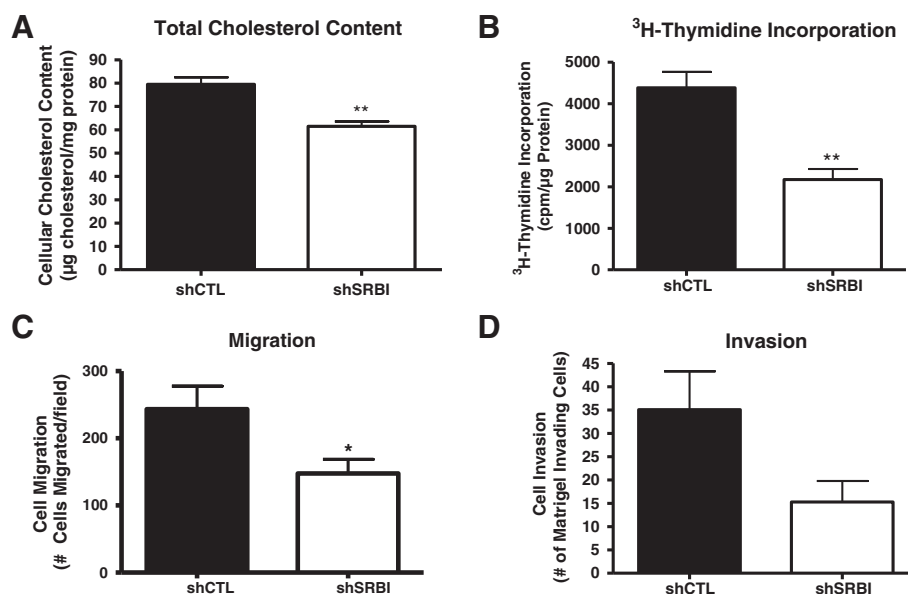 A
Total Cholesterol Content
Cellular Cholesterol Content
(μg cholesterol/mg protein)
90
80
70
60
50
40
30
20
10
0
**
shCTL
shSRBI
B
³H-Thymidine Incorporation
³H-Thymidine Incorporation
(cpm/μg Protein)
5000
4000
3000
2000
1000
0
**
shCTL
shSRBI
C
Migration
Cell Migration
(# Cells Migrated/field)
300
200
100
0
*
shCTL
shSRBI
D
Invasion
Cell Invasion
(# of Matrigel Invading Cells)
45
40
35
30
25
20
15
10
5
0
shCTL
shSRBI